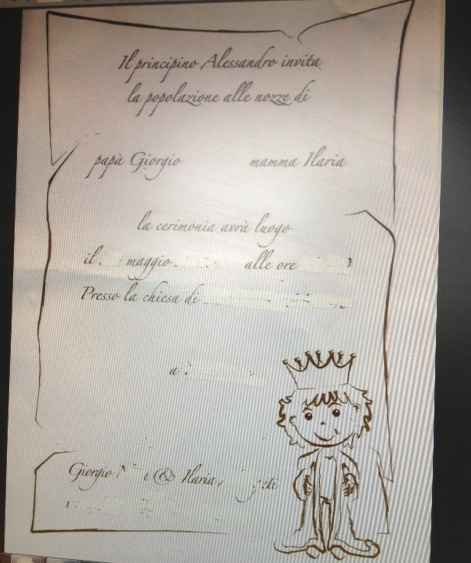 Il principino Alessandro invita
la popolazione alle nozze di
papà Giorgio mamma Ilaria
la cerimonia avrà luogo
il maggio alle ore
Presso la chiesa di
a
Giorgio & Ilaria